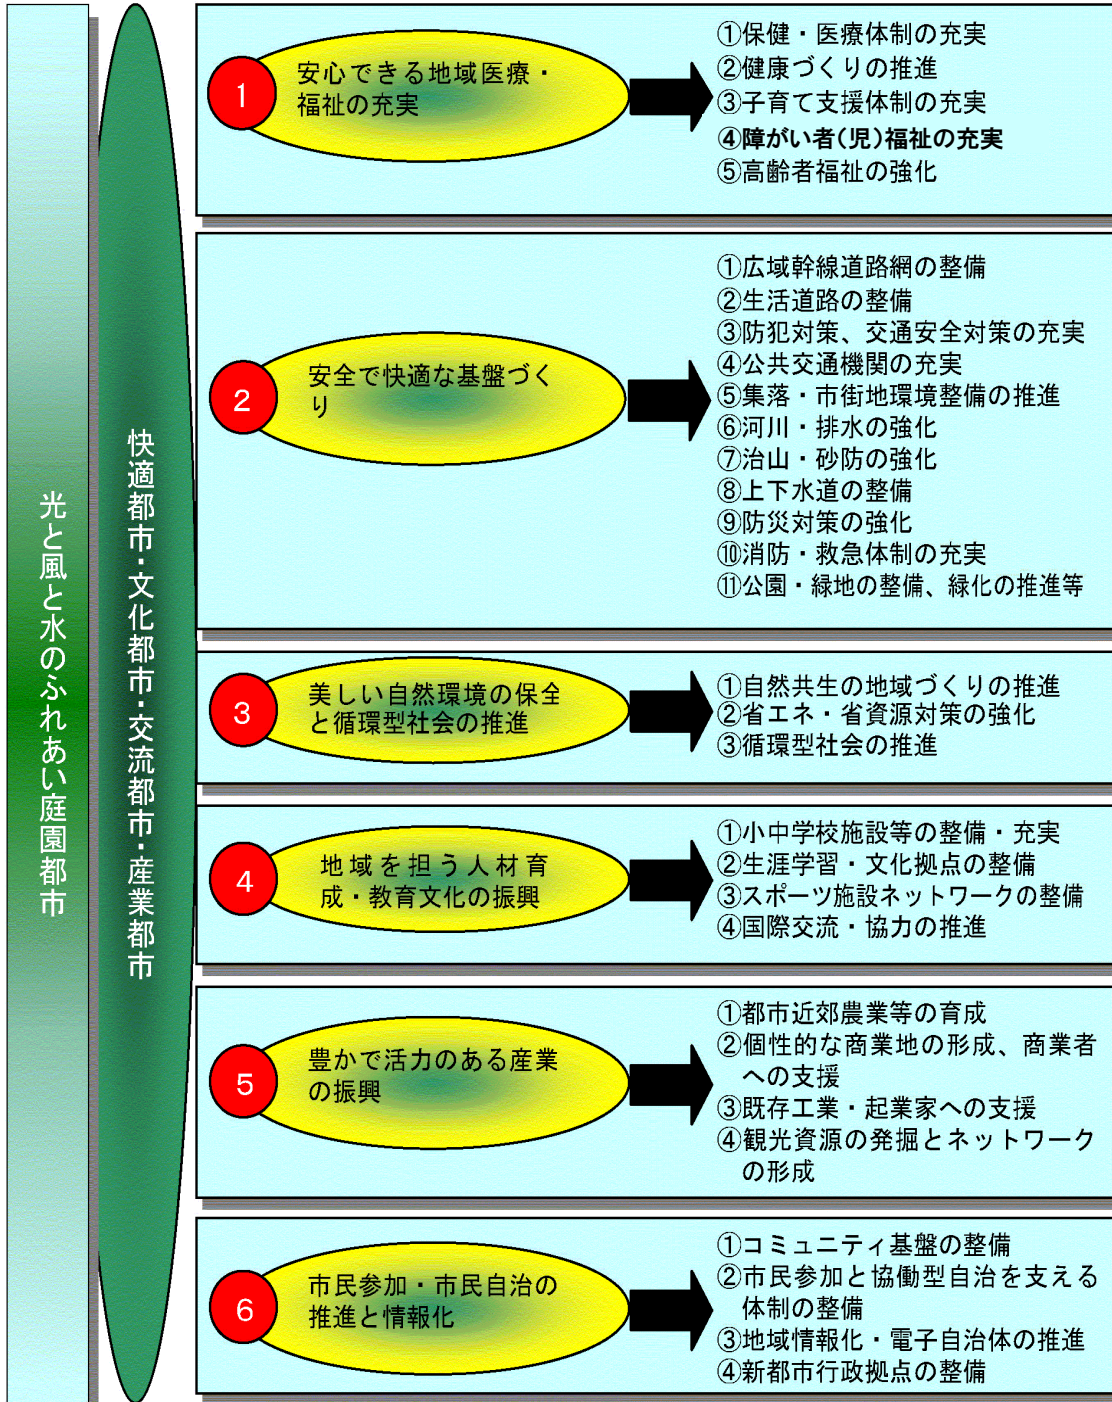 光と風と水のふれあい庭園都市
快適都市・文化都市・交流都市・産業都市
1
安心できる地域医療・
福祉の充実
①保健・医療体制の充実
②健康づくりの推進
③子育て支援体制の充実
④障がい者(児)福祉の充実
⑤高齢者福祉の強化
2
安全で快適な基盤づく
り
①広域幹線道路網の整備
②生活道路の整備
③防犯対策、交通安全対策の充実
④公共交通機関の充実
⑤集落・市街地環境整備の推進
⑥河川・排水の強化
⑦治山・砂防の強化
⑧上下水道の整備
⑨防災対策の強化
⑩消防・救急体制の充実
⑪公園・緑地の整備、緑化の推進等
3
美しい自然環境の保全
と循環型社会の推進
①自然共生の地域づくりの推進
②省エネ・省資源対策の強化
③循環型社会の推進
4
地域を担う人材育
成・教育文化の振興
①小中学校施設等の整備・充実
②生涯学習・文化拠点の整備
③スポーツ施設ネットワークの整備
④国際交流・協力の推進
5
豊かで活力のある産業
の振興
①都市近郊農業等の育成
②個性的な商業地の形成、商業者
への支援
③既存工業・起業家への支援
④観光資源の発掘とネットワーク
の形成
6
市民参加・市民自治の
推進と情報化
①コミュニティ基盤の整備
②市民参加と協働型自治を支える
体制の整備
③地域情報化・電子自治体の推進
④新都市行政拠点の整備